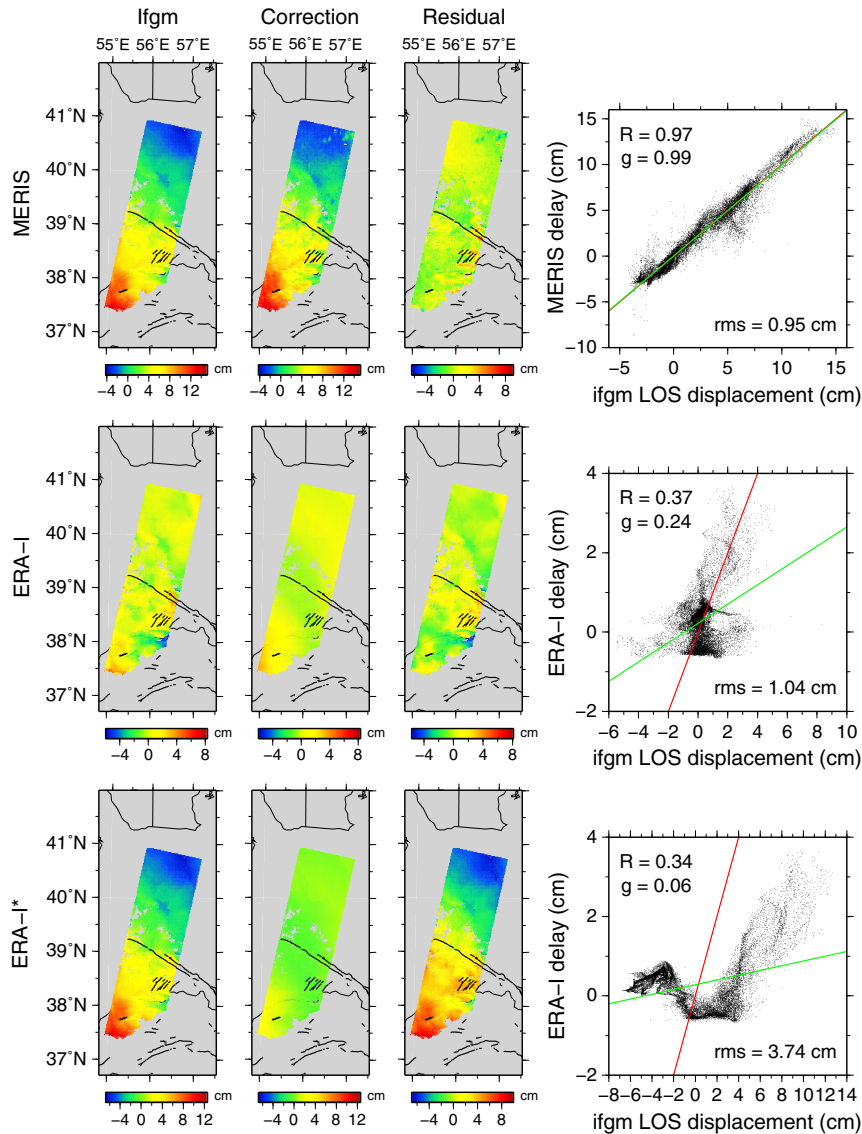 Ifgm Correction Residual
55˚E 56˚E 57˚E 55˚E 56˚E 57˚E 55˚E 56˚E 57˚E
MERIS
41˚N
40˚N
39˚N
38˚N
37˚N
−4 0 4 8 12 cm
−4 0 4 8 12 cm
−4 0 4 8 cm
R = 0.97
g = 0.99
rms = 0.95 cm
MERIS delay (cm)
15
10
5
0
−5
−10
−5 0 5 10 15
ifgm LOS displacement (cm)
ERA−I
41˚N
40˚N
39˚N
38˚N
37˚N
−4 0 4 8 cm
−4 0 4 8 cm
−4 0 4 8 cm
R = 0.37
g = 0.24
rms = 1.04 cm
ERA−I delay (cm)
4
2
0
−2
−6 −4 −2 0 2 4 6 8 10
ifgm LOS displacement (cm)
ERA−I*
41˚N
40˚N
39˚N
38˚N
37˚N
−4 0 4 8 12 cm
−4 0 4 8 12 cm
−4 0 4 8 12 cm
R = 0.34
g = 0.06
rms = 3.74 cm
ERA−I delay (cm)
4
2
0
−2
−8 −6 −4 −2 0 2 4 6 8 10 12 14
ifgm LOS displacement (cm)